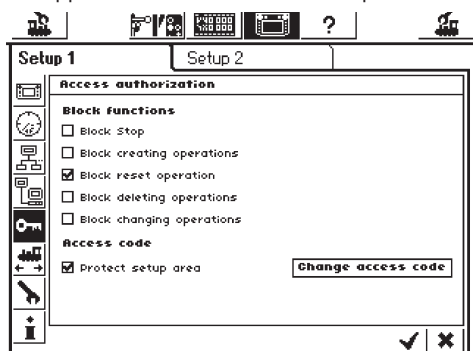 ?
Setup 1 Setup 2
Access authorization
Block functions
Block Stop
Block creating operations
Block reset operation
Block deleting operations
Block changing operations
Access code
Protect setup area Change access code